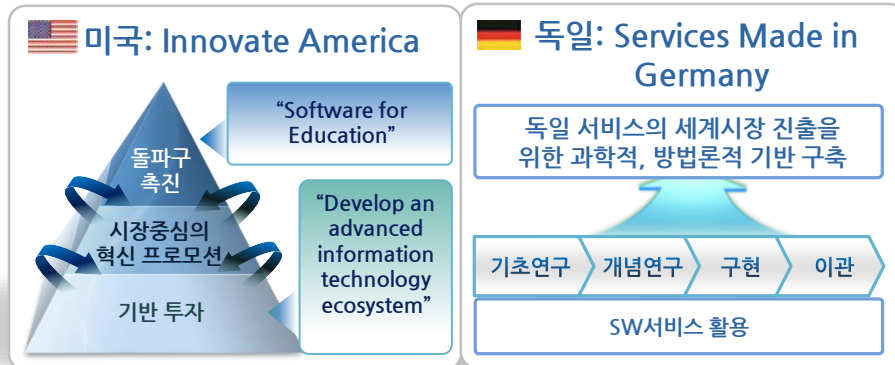 미국: Innovate America
돌파구
촉진
시장중심의
혁신 프로모션
기반 투자
“Software for
Education”
“Develop an
advanced
information
technology
ecosystem”
독일: Services Made in
Germany
독일 서비스의 세계시장 진출을
위한 과학적, 방법론적 기반 구축
기초연구
개념연구
구현
이관
SW서비스 활용